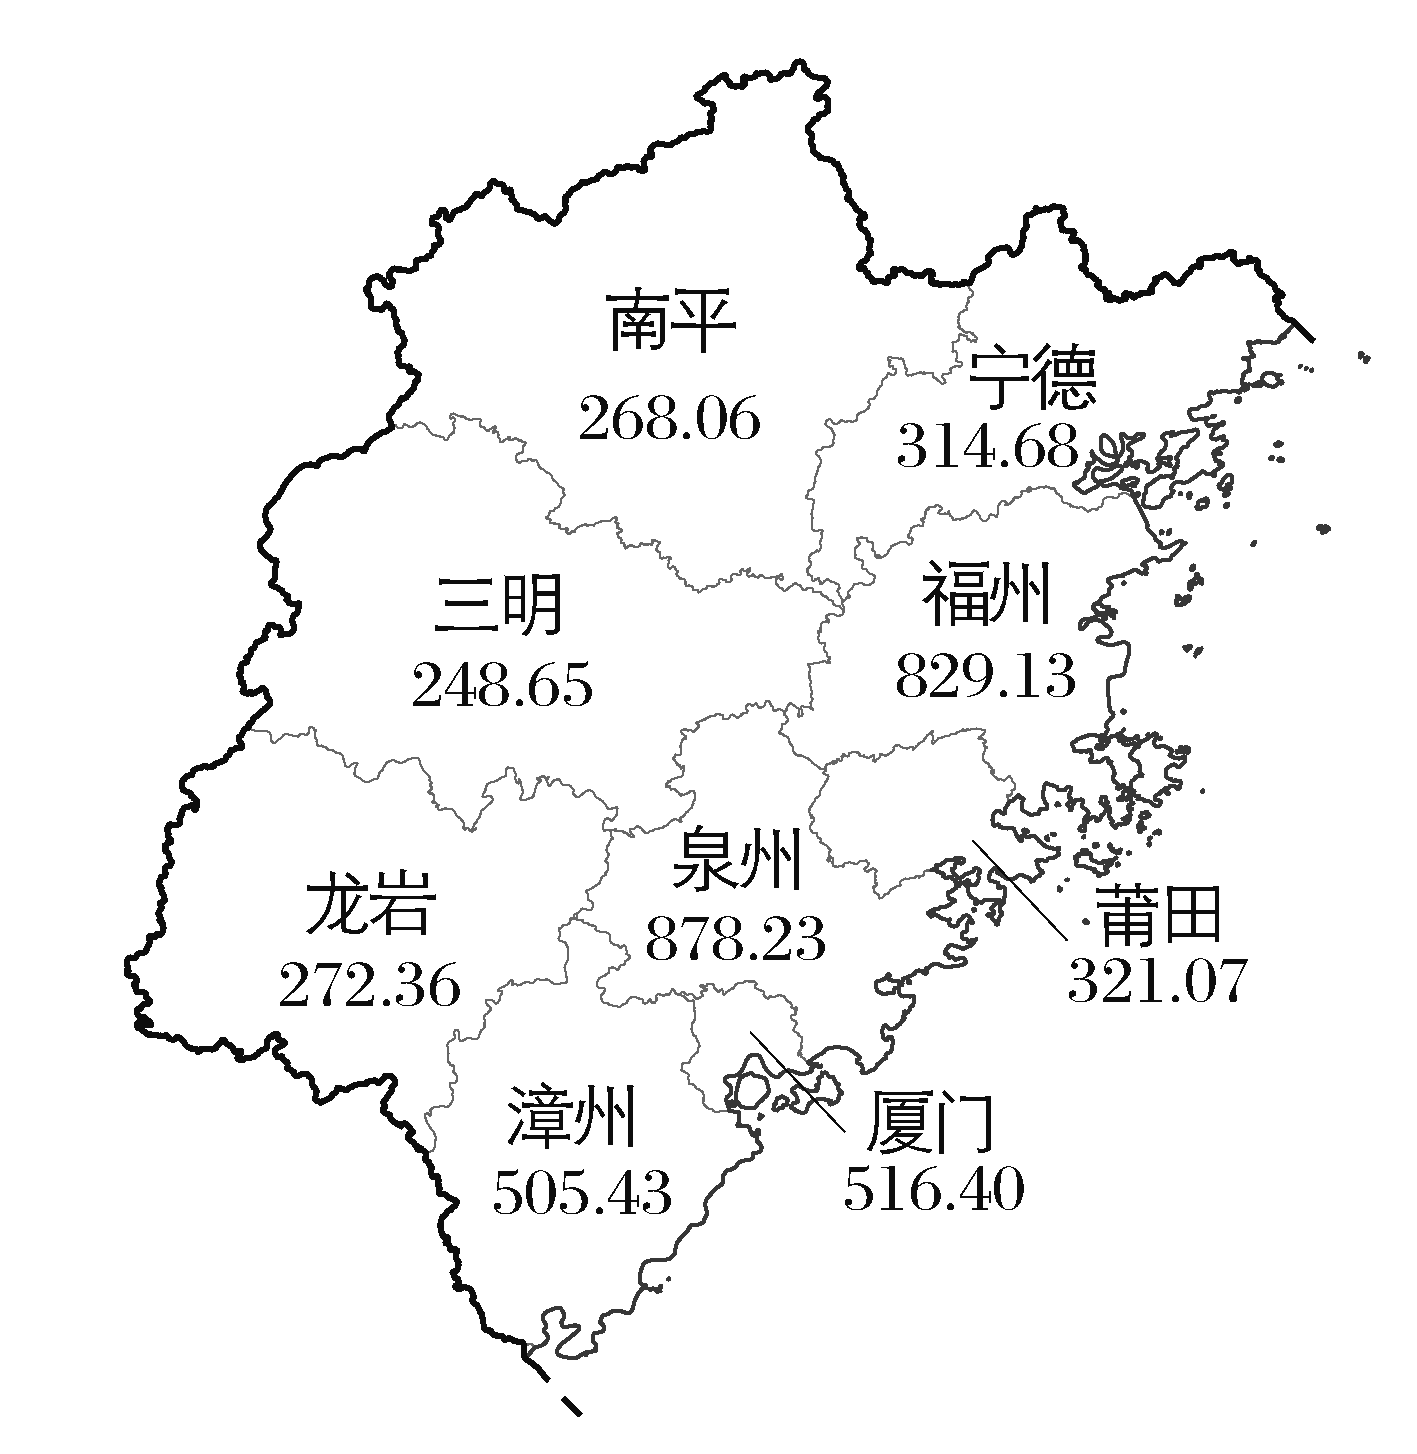 南平
268.06
宁德
314.68
三明
248.65
福州
829.13
龙岩
272.36
泉州
878.23
莆田
321.07
漳州
505.43
厦门
516.40